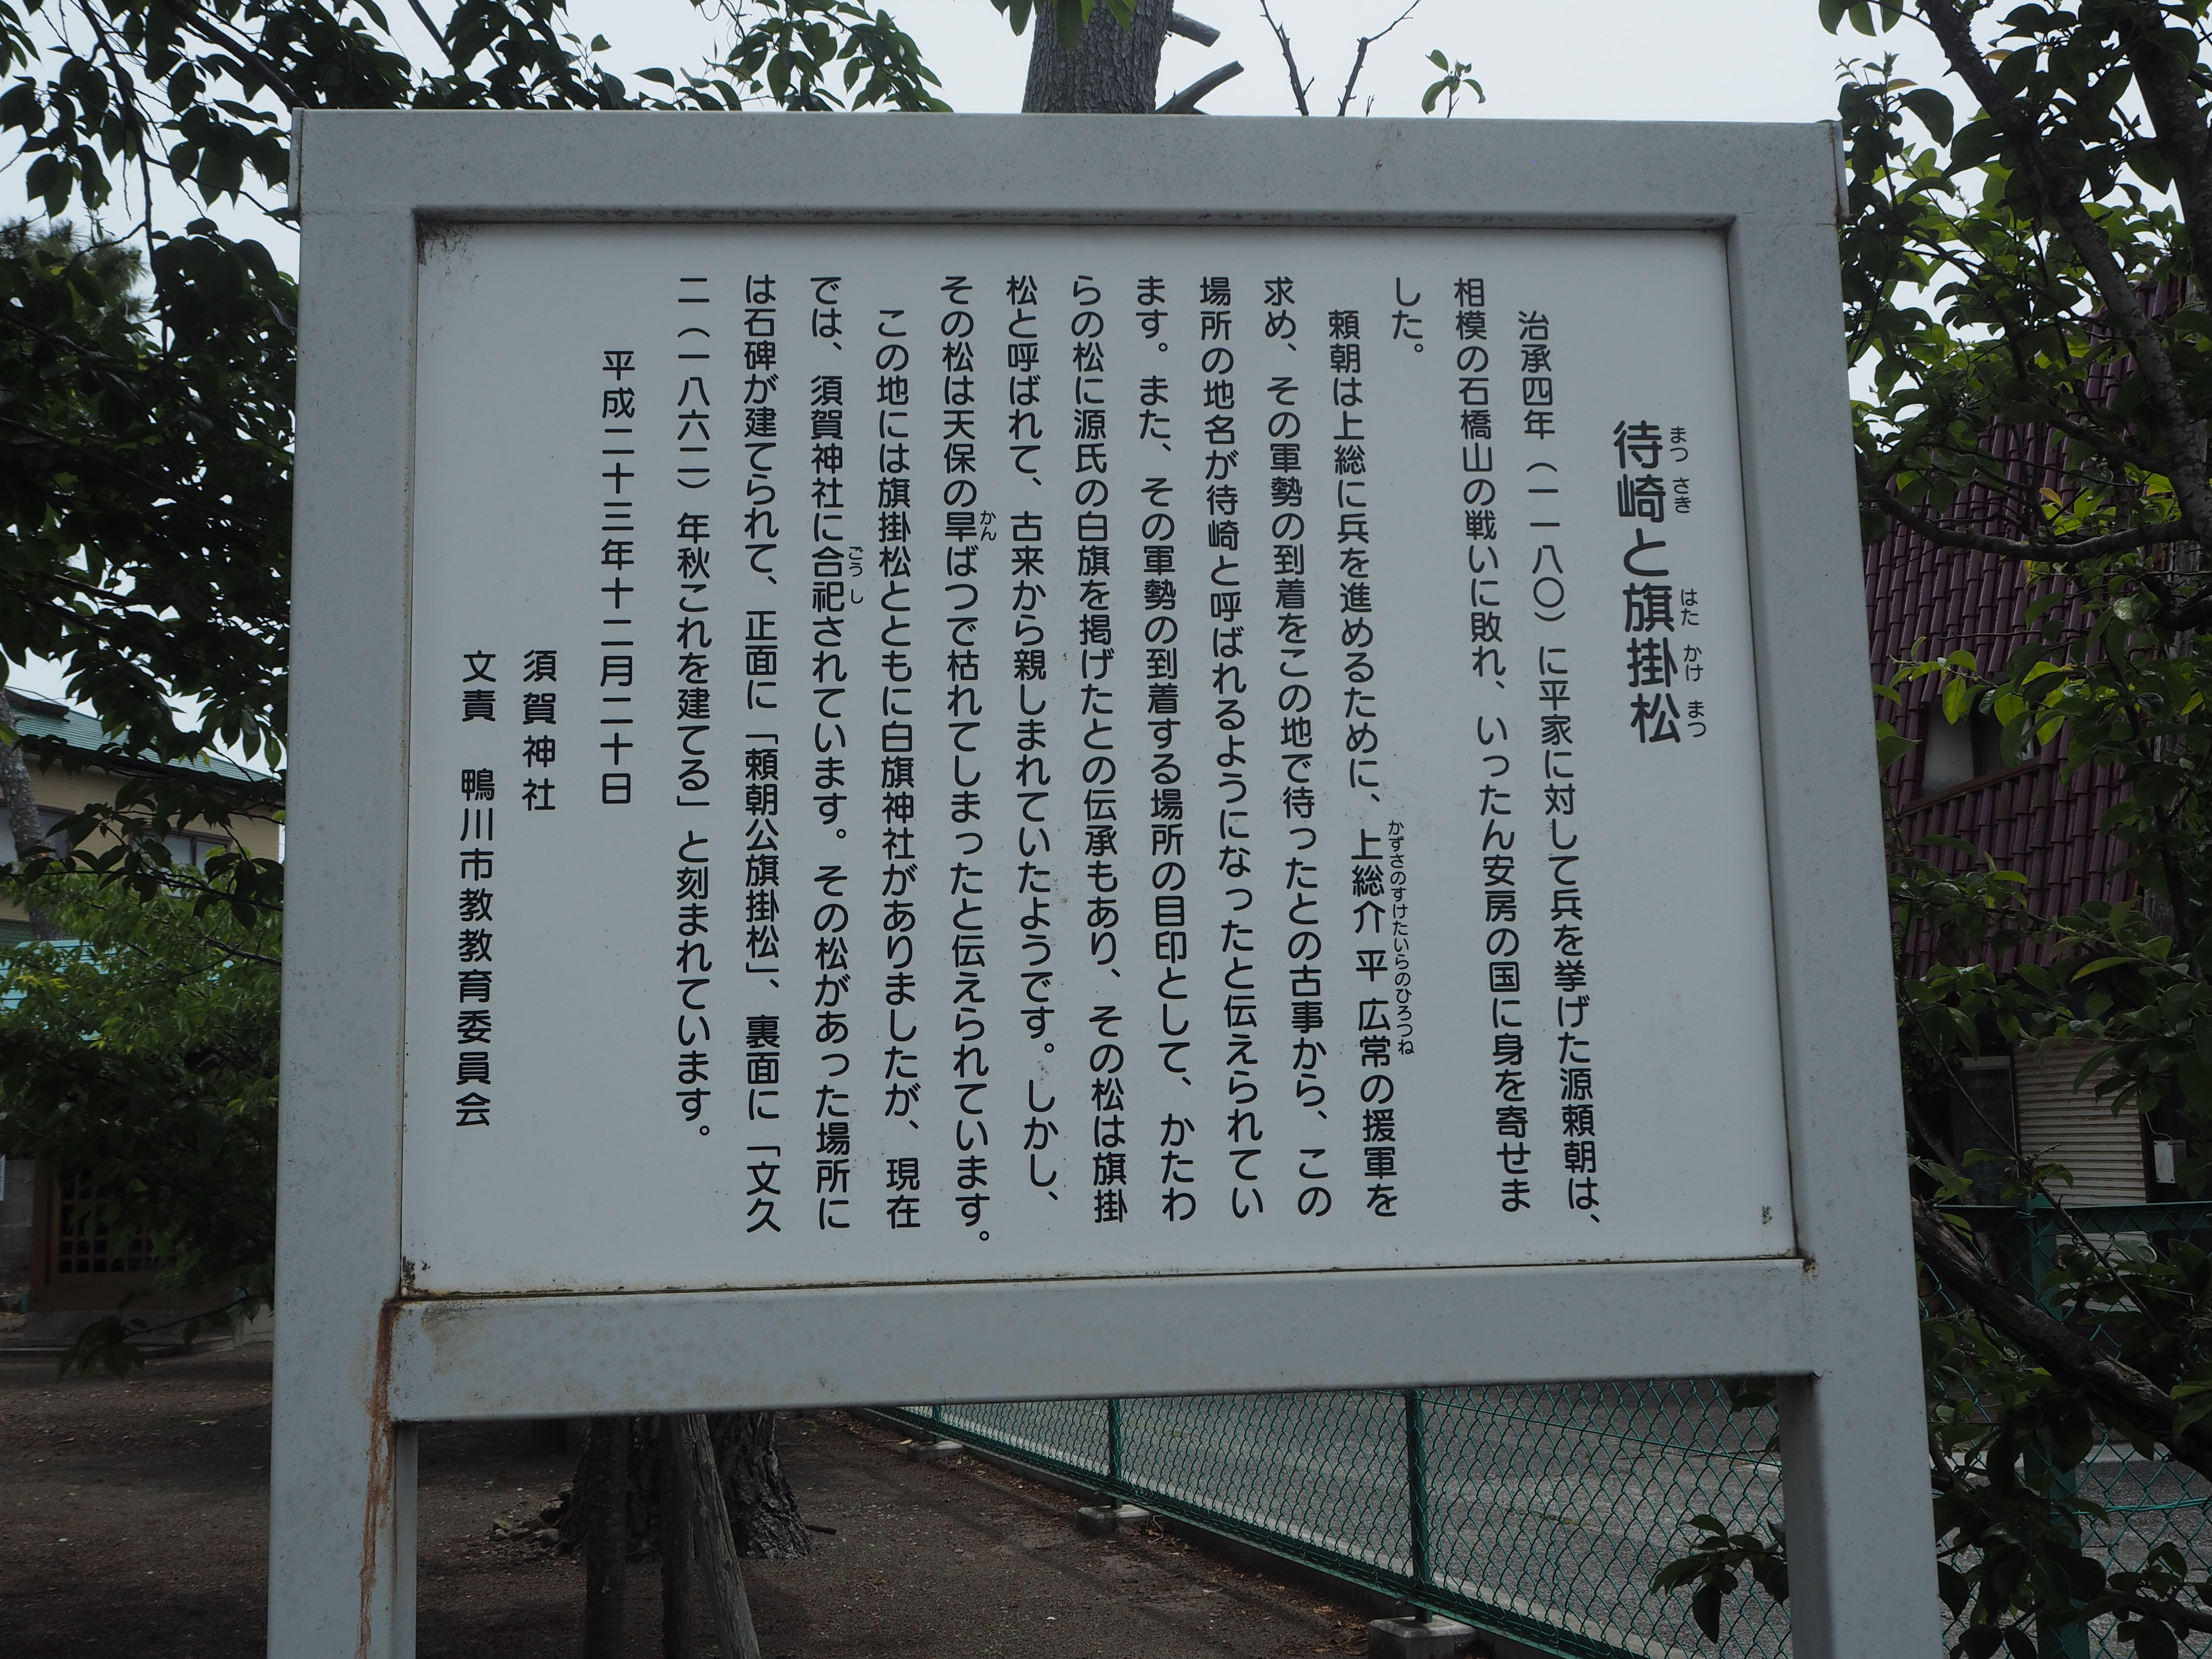 待崎と旗掛松
治承四年(一一八〇)に平家に対して兵を挙げた源頼朝は、
相模の石橋山の戦いに敗れ、いったん安房の国に身を寄せま
した。
頼朝は上総に兵を進めるために、上総介平広常の援軍を
求め、その軍勢の到着をこの地で待ったとの古事から、この
場所の地名が待崎と呼ばれるようになったと伝えられてい
ます。また、その軍勢の到着する場所の目印として、かたわ
らの松に源氏の白旗を掲げたとの伝承もあり、その松は旗掛
松と呼ばれて、古来から親しまれていたようです。しかし、
その松は天保の旱ばつで枯れてしまったと伝えられています。
この地には旗掛松とともに白旗神社がありましたが、現在
では、須賀神社に合祀されています。その松があった場所に
は石碑が建てられて、正面に「頼朝公旗掛松」、裏面に「文久
二(一八六二)年秋これを建てる」と刻まれています。
平成二十三年十二月二十日
須賀神社
文責 鴨川市教教育委員会